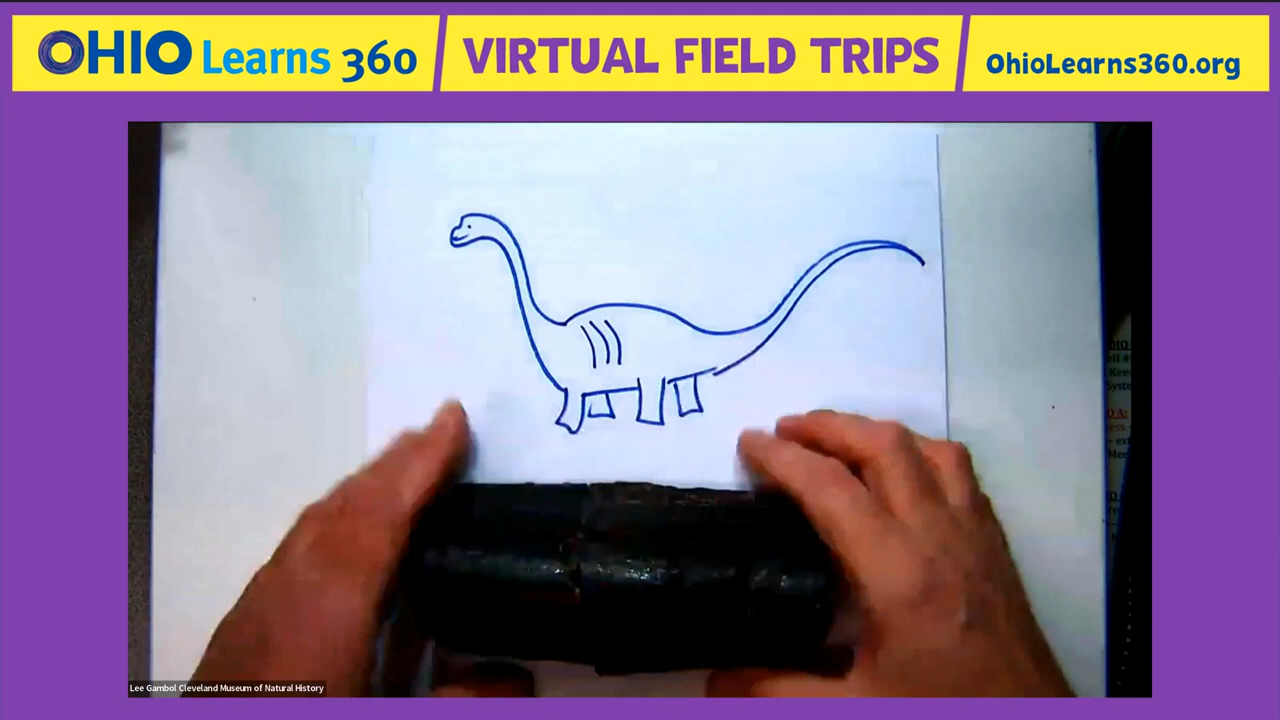 OHIO Learns 360
VIRTUAL FIELD TRIPS
OhioLearns360.org
Lee Gambol Cleveland Museum of Natural History